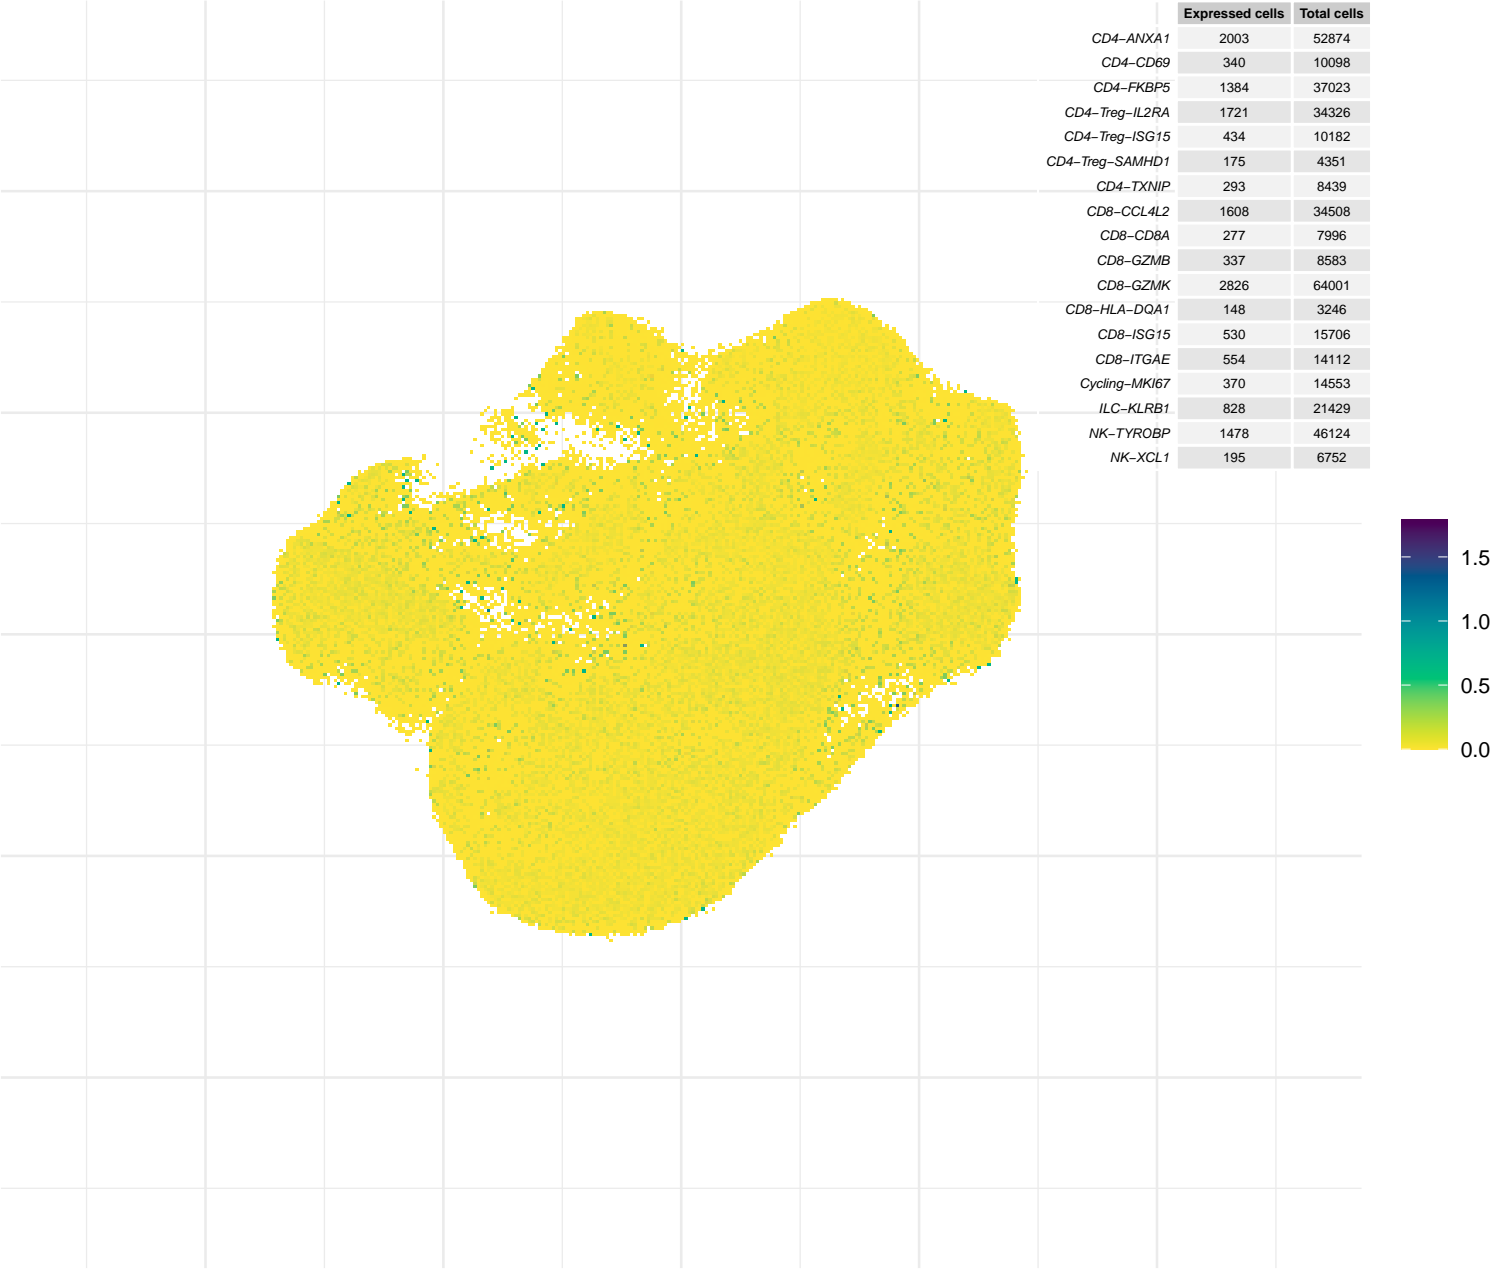 Expressed cells Total cells
CD4−ANXA1 2003 52874
CD4−CD69 340 10098
CD4−FKBP5 1384 37023
CD4−Treg−IL2RA 1721 34326
CD4−Treg−ISG15 434 10182
CD4−Treg−SAMHD1 175 4351
CD4−TXNIP 293 8439
CD8−CCL4L2 1608 34508
CD8−CD8A 277 7996
CD8−GZMB 337 8583
CD8−GZMK 2826 64001
CD8−HLA−DQA1 148 3246
CD8−ISG15 530 15706
CD8−ITGAE 554 14112
Cycling−MKI67 370 14553
ILC−KLRB1 828 21429
NK−TYROBP 1478 46124
NK−XCL1 195 6752
1.5
1.0
0.5
0.0